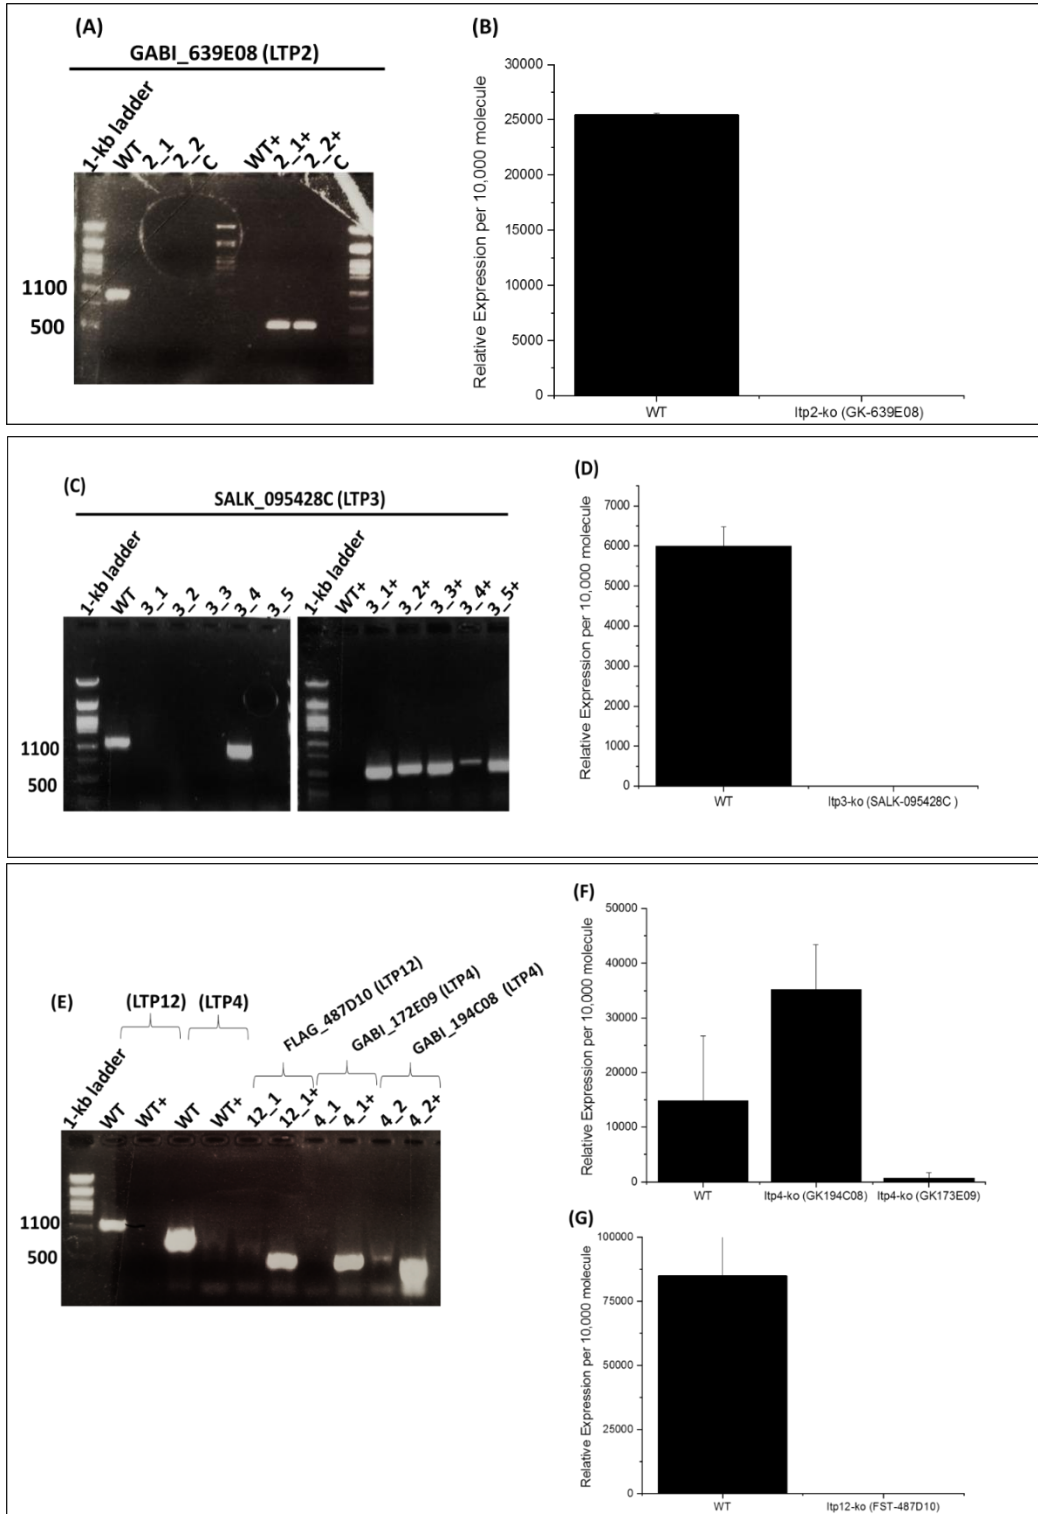 (A)
GABI_639E08 (LTP2)
1-kb ladder
WT
2_1
2_2
C
WT+
2_1+
2_2+
C
1100
500
(B)
Relative Expression per 10,000 molecule
30000
25000
20000
15000
10000
5000
0
WT
ltp2-ko (GK-639E08)
(C)
SALK_095428C (LTP3)
1-kb ladder
WT
3_1
3_2
3_3
3_4
3_5
1-kb ladder
WT+
3_1+
3_2+
3_3+
3_4+
3_5+
1100
500
(D)
Relative Expression per 10,000 molecule
7000
6000
5000
4000
3000
2000
1000
0
WT
ltp3-ko (SALK-095428C )
(E)
(LTP12)
(LTP4)
FLAG_487D10 (LTP12)
GABI_172E09 (LTP4)
GABI_194C08 (LTP4)
1-kb ladder
WT
WT+
WT
WT+
12_1
12_1+
4_1
4_1+
4_2
4_2+
1100
500
(F)
Relative Expression per 10,000 molecule
50000
40000
30000
20000
10000
0
WT
ltp4-ko (GK194C08)
ltp4-ko (GK173E09)
(G)
Relative Expression per 10,000 molecule
100000
75000
50000
25000
0
WT
ltp12-ko (FST-487D10)